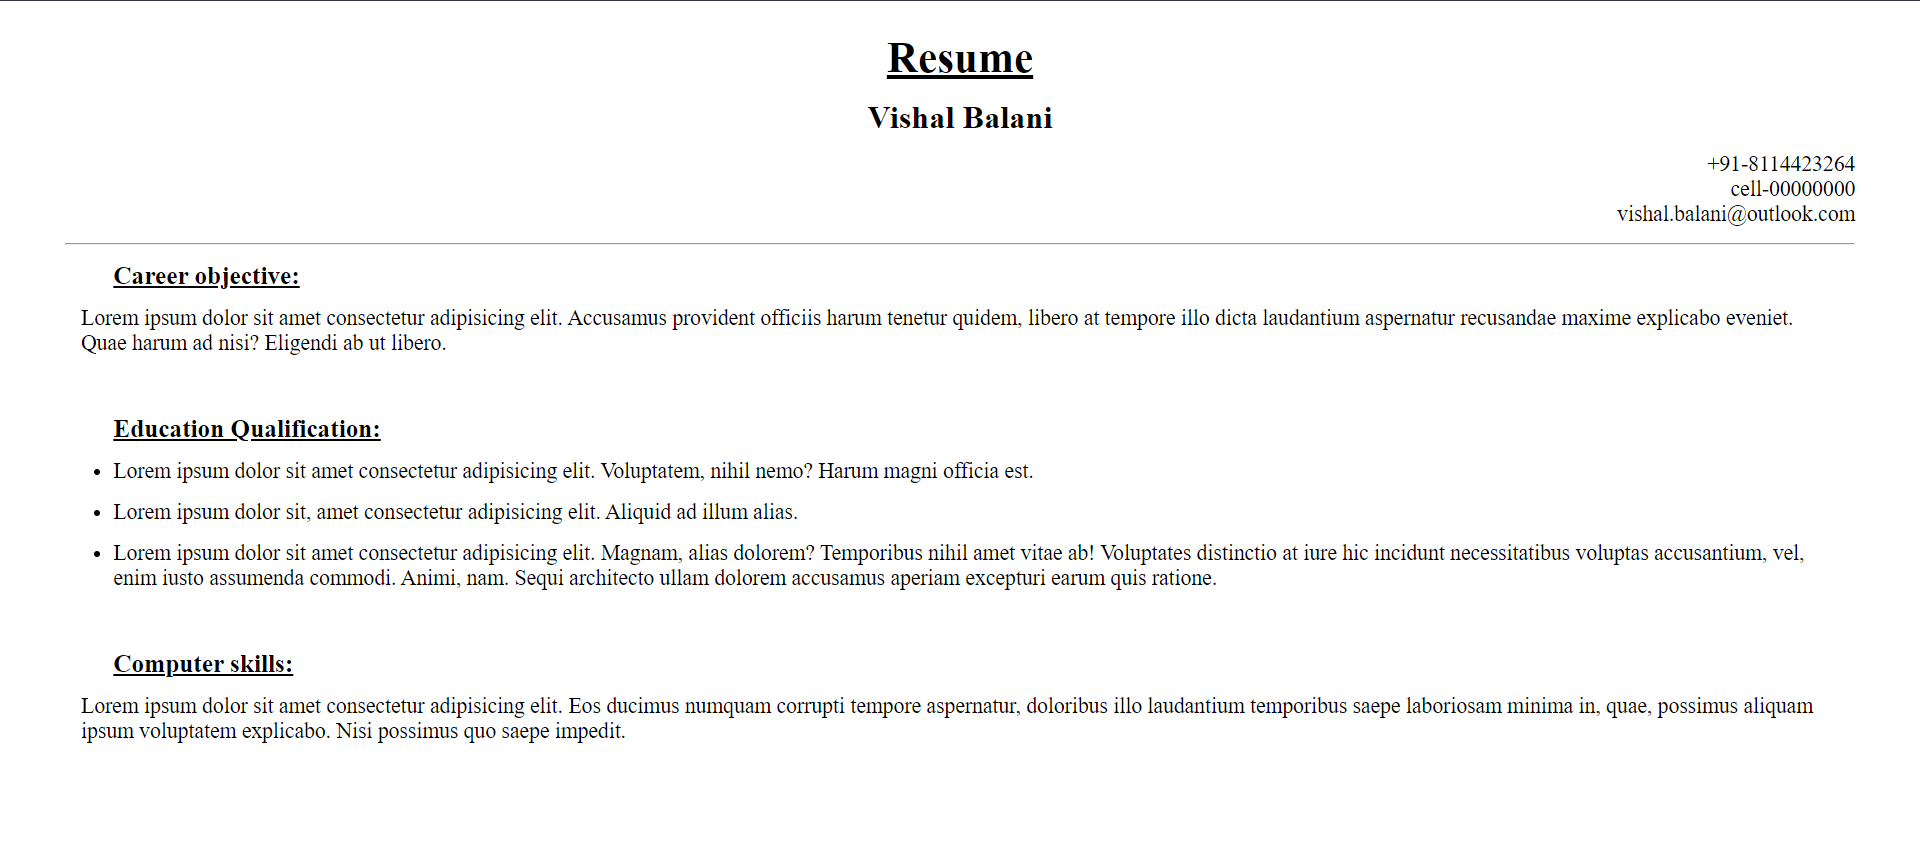 Resume
Vishal Balani
+91-8114423264
cell-00000000
vishal.balani@outlook.com
Career objective:
Lorem ipsum dolor sit amet consectetur adipisicing elit. Accusamus provident officiis harum tenetur quidem, libero at tempore illo dicta laudantium aspernatur recusandae maxime explicabo eveniet.
Quae harum ad nisi? Eligendi ab ut libero.
Education Qualification:
• Lorem ipsum dolor sit amet consectetur adipisicing elit. Voluptatem, nihil nemo? Harum magni officia est.
• Lorem ipsum dolor sit, amet consectetur adipisicing elit. Aliquid ad illum alias.
• Lorem ipsum dolor sit amet consectetur adipisicing elit. Magnam, alias dolorem? Temporibus nihil amet vitae ab! Voluptates distinctio at iure hic incidunt necessitatibus voluptas accusantium, vel,
enim iusto assumenda commodi. Animi, nam. Sequi architecto ullam dolorem accusamus aperiam excepturi earum quis ratione.
Computer skills:
Lorem ipsum dolor sit amet consectetur adipisicing elit. Eos ducimus numquam corrupti tempore aspernatur, doloribus illo laudantium temporibus saepe laboriosam minima in, quae, possimus aliquam
ipsum voluptatem explicabo. Nisi possimus quo saepe impedit.